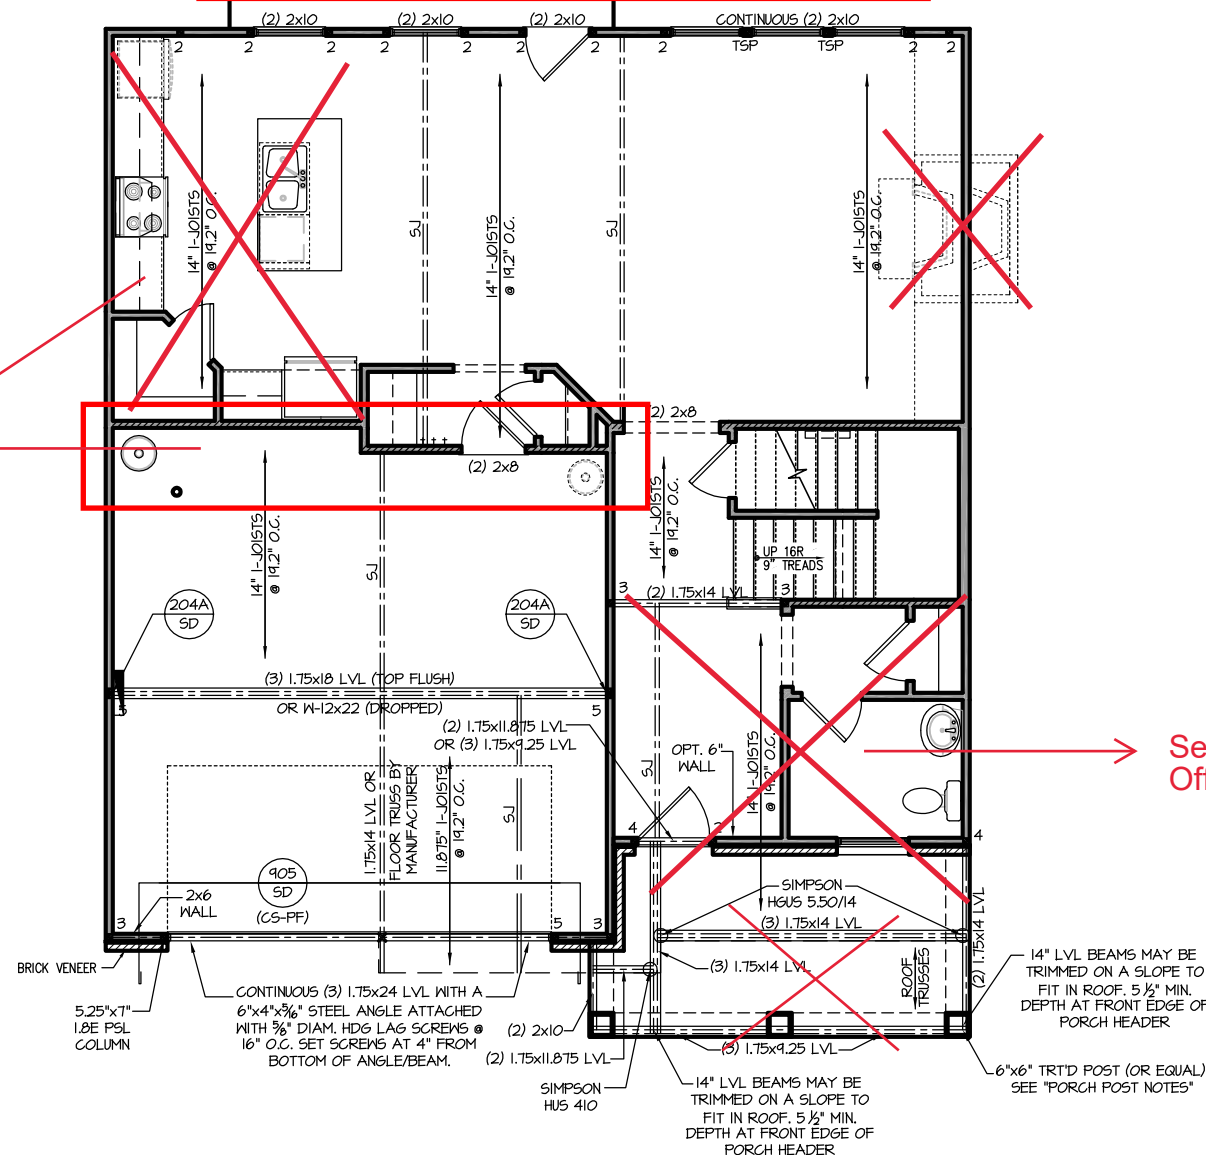 (2) 2x10
(2) 2x10
(2) 2x10
CONTINUOUS (2) 2x10
2
2
2
2
2
2
2
2
TSP
TSP
2
2
14" I-JOISTS
@ 19.2" O.C.
SJ
14" I-JOISTS
@ 19.2" O.C.
SJ
14" I-JOISTS
@ 19.2" O.C.
(2) 2x8
(2) 2x8
14" I-JOISTS
@ 19.2" O.C.
SJ
14" I-JOISTS
@ 19.2" O.C.
UP 16R
9" TREADS
204A
SD
204A
SD
3
(2) 1.75x14 LVL
3
(3) 1.75x18 LVL (TOP FLUSH)
OR W-12x22 (DROPPED)
5
5
(2) 1.75x11.875 LVL
OR (3) 1.75x9.25 LVL
OPT. 6"
WALL
SJ
14" I-JOISTS
@ 19.2" O.C.
Se
Off
1.75x14 LVL OR
FLOOR TRUSS BY
MANUFACTURER
11.875" I-JOISTS
@ 19.2" O.C.
SJ
4
2
4
905
SD
(CS-PF)
2x6
WALL
3
5
3
SIMPSON
HGUS 5.50/14
(3) 1.75x14 LVL
(2) 1.75x14 LVL
(3) 1.75x14 LVL
ROOF
TRUSSES
BRICK VENEER
5.25"x7"
1.8E PSL
COLUMN
CONTINUOUS (3) 1.75x24 LVL WITH A
6"x4"x5/16" STEEL ANGLE ATTACHED
WITH 5/8" DIAM. HDG LAG SCREWS @
16" O.C. SET SCREWS AT 4" FROM
BOTTOM OF ANGLE/BEAM.
(2) 2x10
(2) 1.75x11.875 LVL
(3) 1.75x9.25 LVL
SIMPSON
HUS 410
14" LVL BEAMS MAY BE
TRIMMED ON A SLOPE TO
FIT IN ROOF. 5 1/2" MIN.
DEPTH AT FRONT EDGE OF
PORCH HEADER
14" LVL BEAMS MAY BE
TRIMMED ON A SLOPE TO
FIT IN ROOF. 5 1/2" MIN.
DEPTH AT FRONT EDGE OF
PORCH HEADER
6"x6" TRT'D POST (OR EQUAL)
SEE "PORCH POST NOTES"